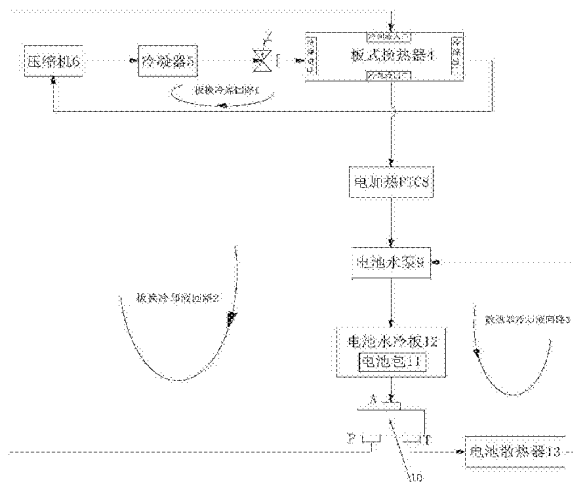 压缩机6
冷凝器5
7
板式换热器4
板换冷媒回路1
电加热PTC8
电池水泵9
板换冷却液回路2
散热器冷却液回路3
电池水冷板12
电池包11
A
P
T
电池散热器13
10